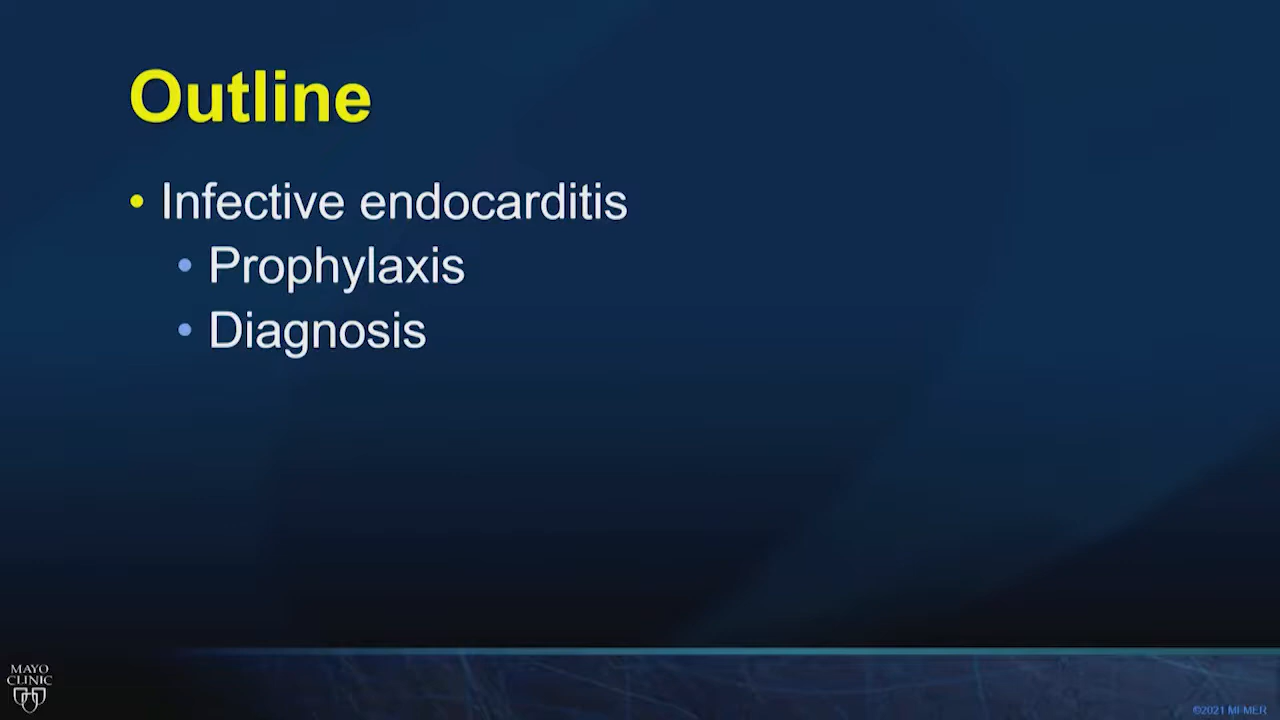 Outline
• Infective endocarditis
• Prophylaxis
• Diagnosis
MAYO
CLINIC
©2021 MFMER